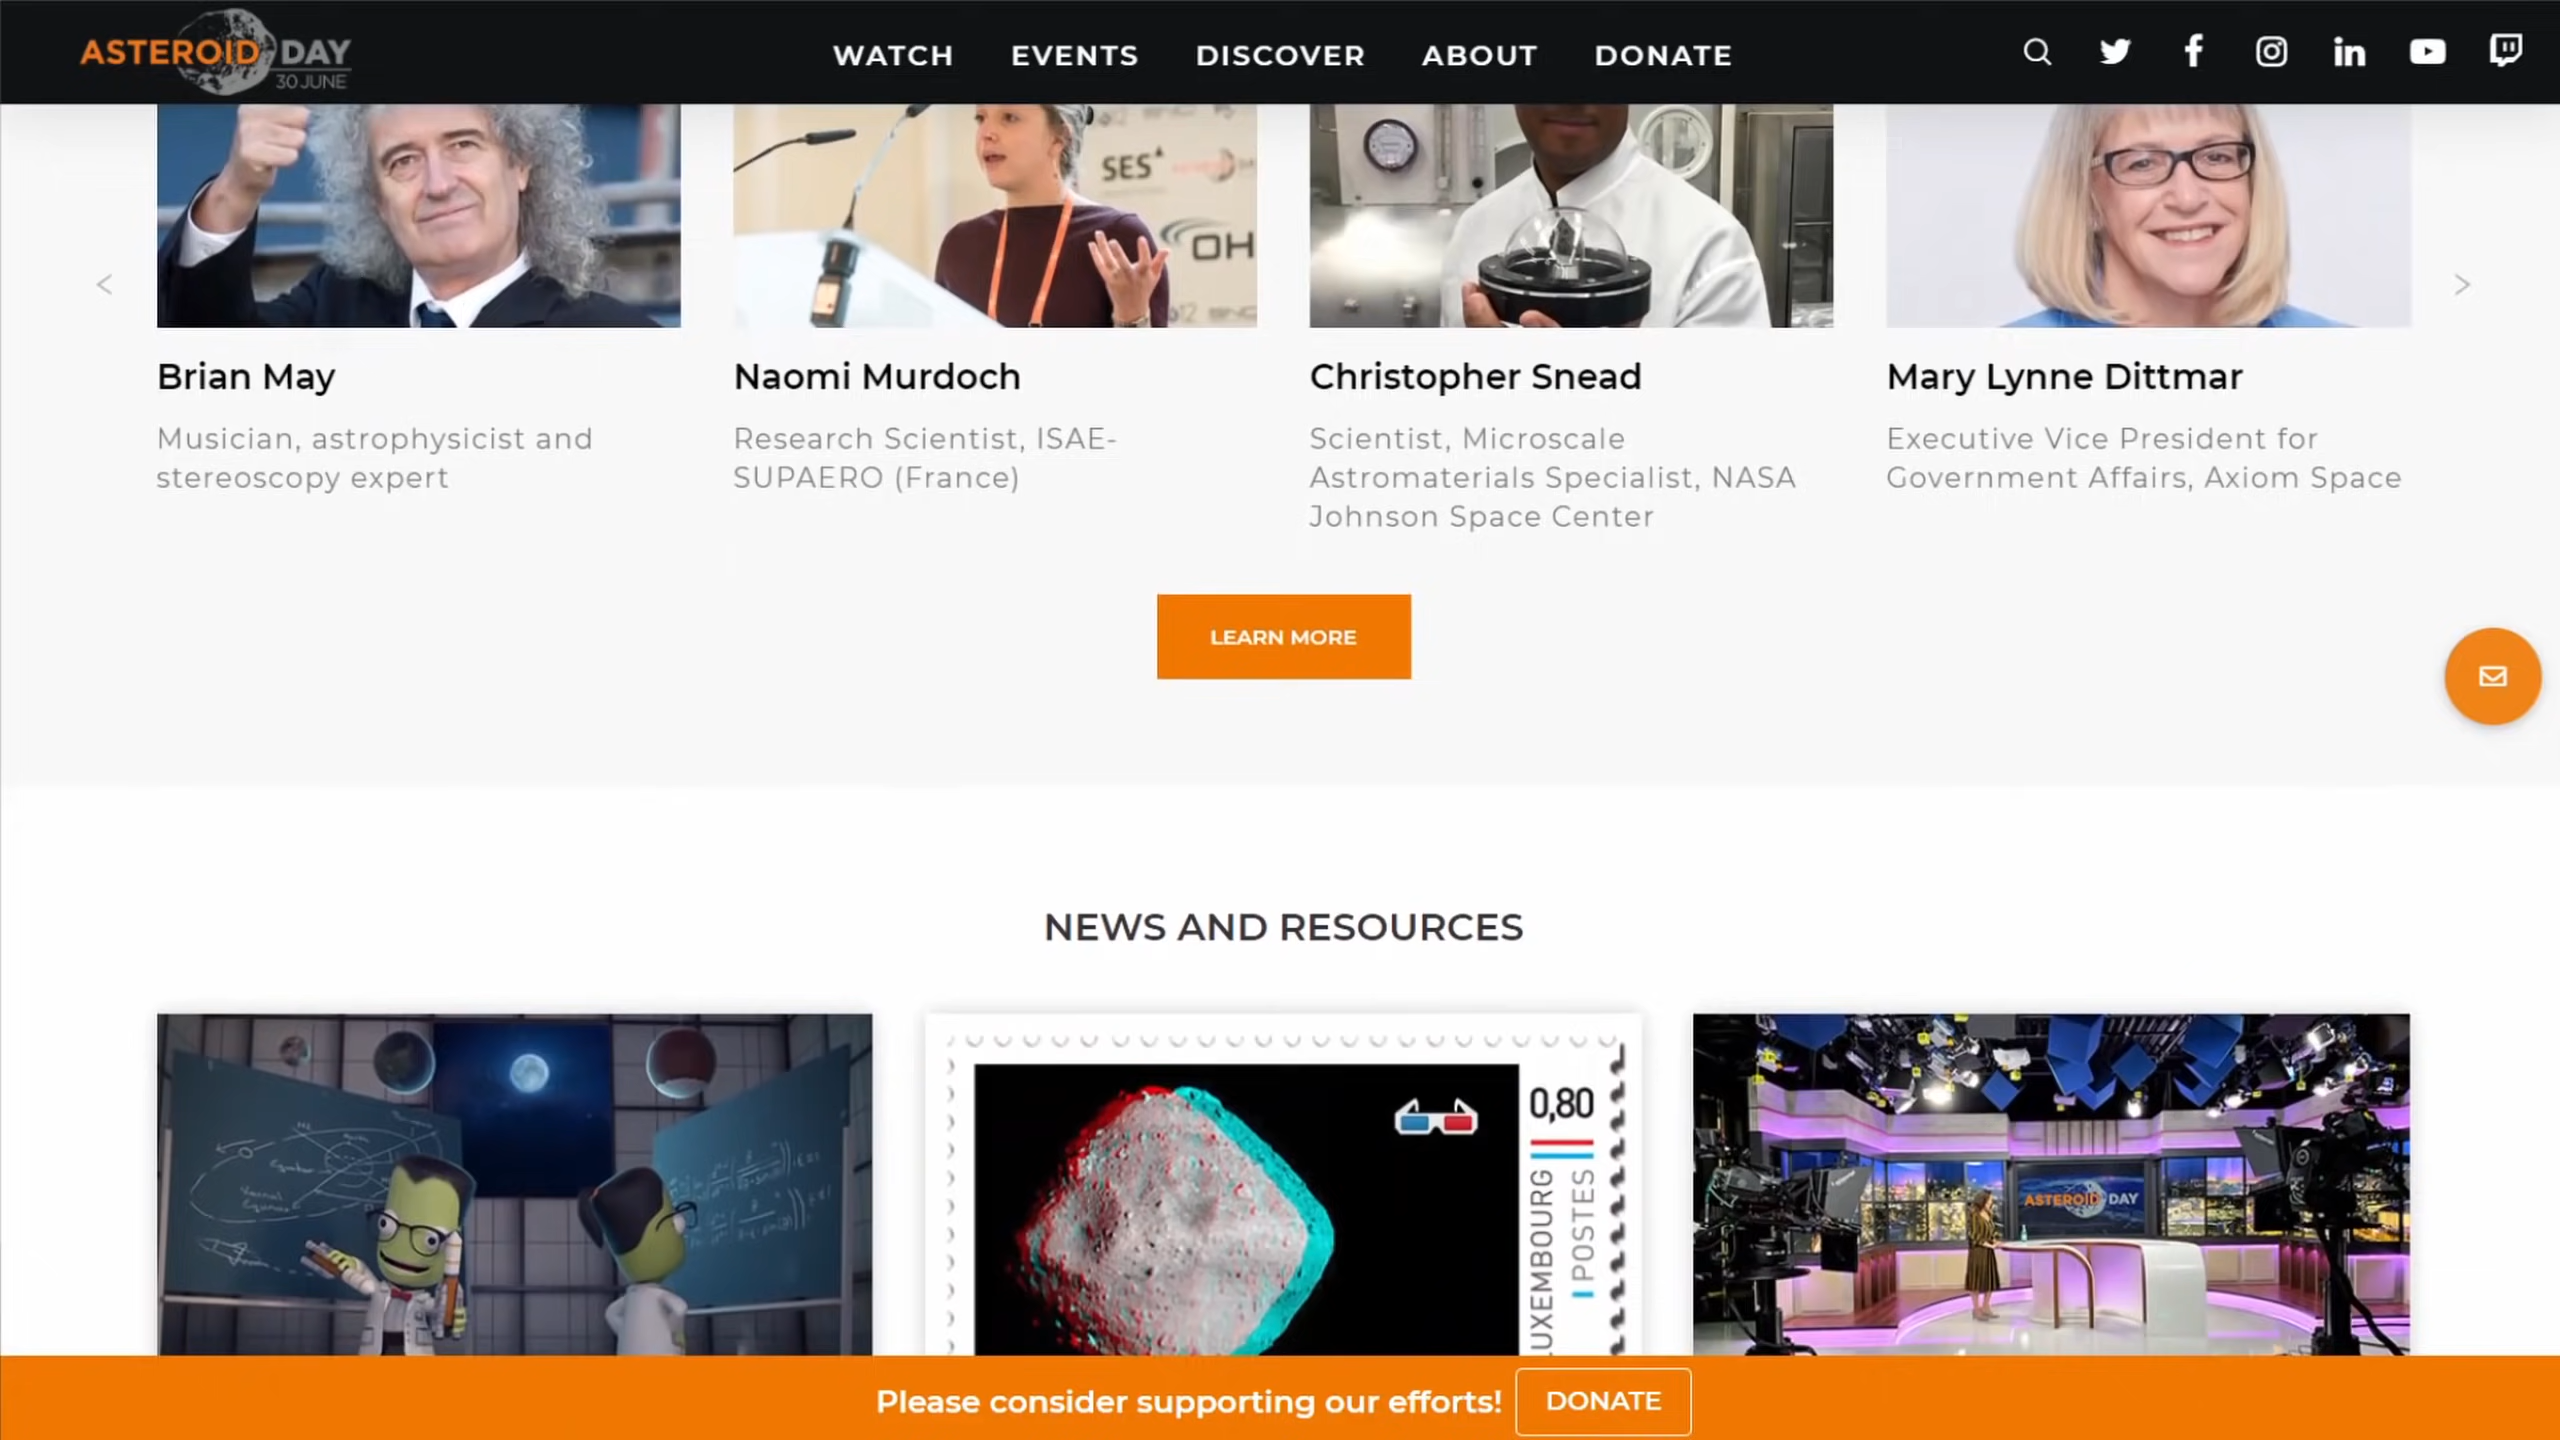 ASTEROID DAY
30 JUNE
WATCH
EVENTS
DISCOVER
ABOUT
DONATE
SES
OH
Brian May
Musician, astrophysicist and
stereoscopy expert
Naomi Murdoch
Research Scientist, ISAE-
SUPAERO (France)
Christopher Snead
Scientist, Microscale
Astromaterials Specialist, NASA
Johnson Space Center
Mary Lynne Dittmar
Executive Vice President for
Government Affairs, Axiom Space
LEARN MORE
NEWS AND RESOURCES
0,80
POSTES
ASTEROID DAY
Please consider supporting our efforts!
DONATE